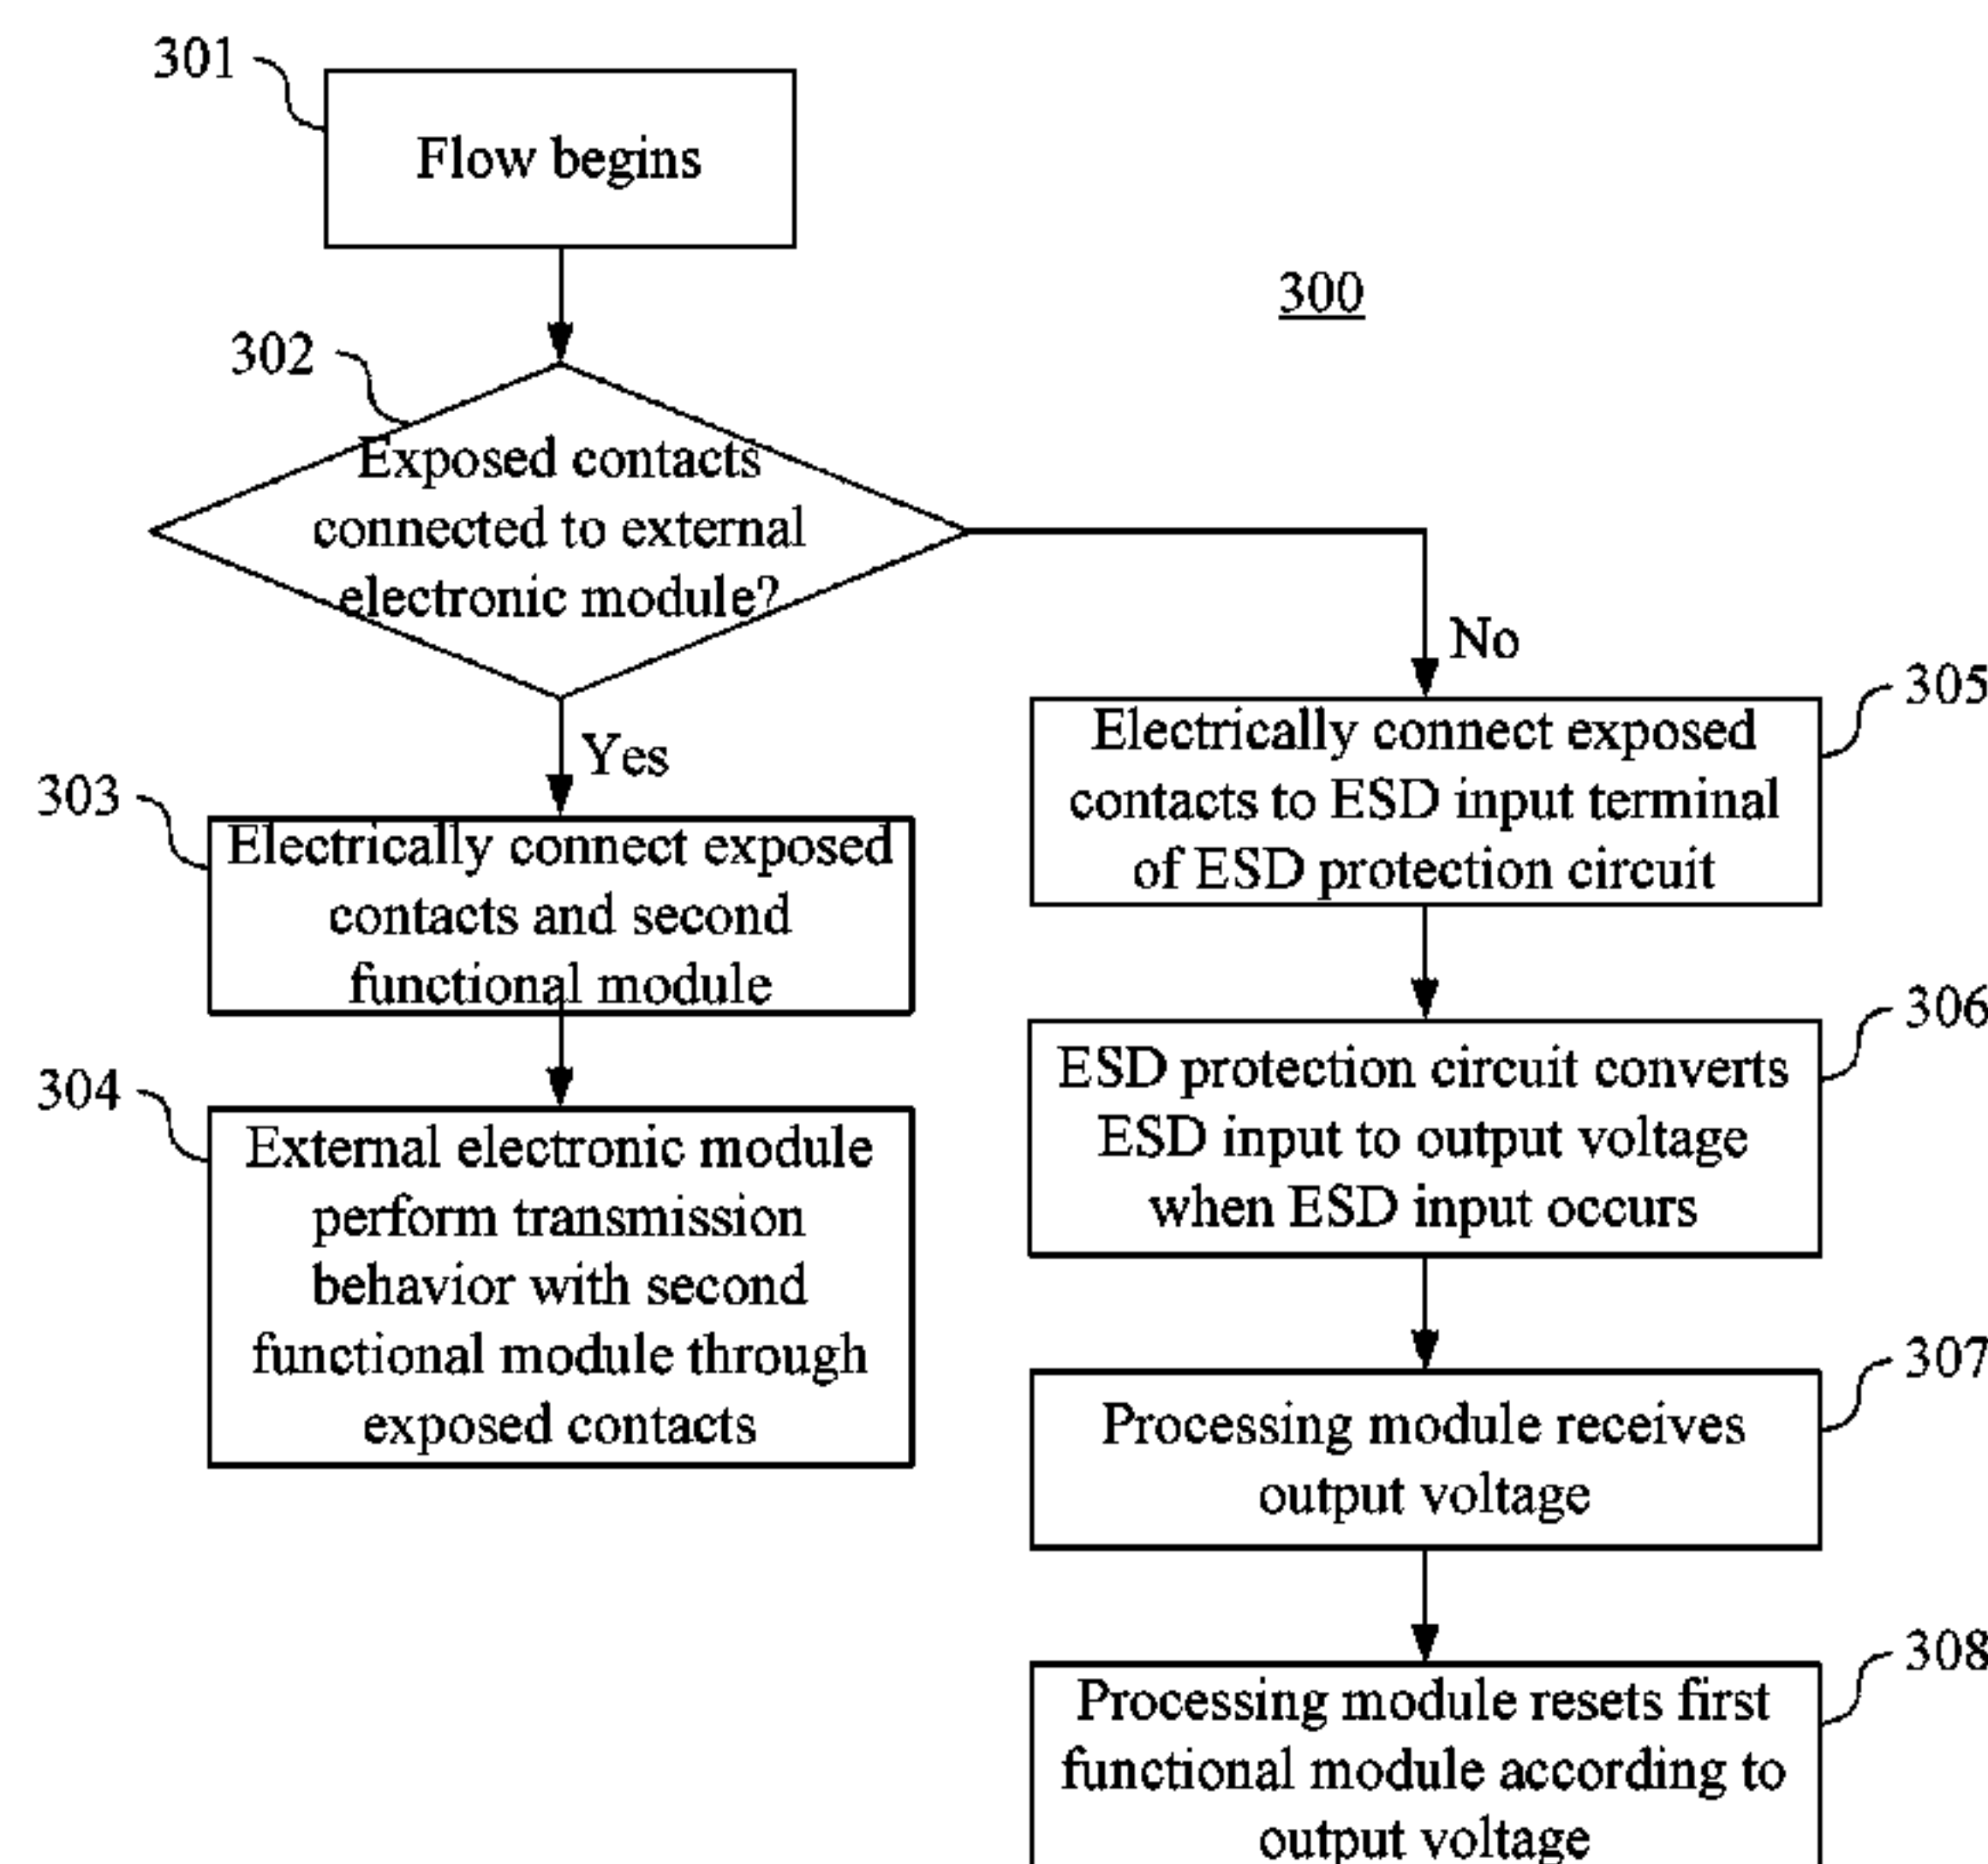 301
Flow begins
300
302
Exposed contacts
connected to external
electronic module?
No
Yes
303
Electrically connect exposed
contacts and second
functional module
304
External electronic module
perform transmission
behavior with second
functional module through
exposed contacts
305
Electrically connect exposed
contacts to ESD input terminal
of ESD protection circuit
306
ESD protection circuit converts
ESD input to output voltage
when ESD input occurs
307
Processing module receives
output voltage
308
Processing module resets first
functional module according to
output voltage